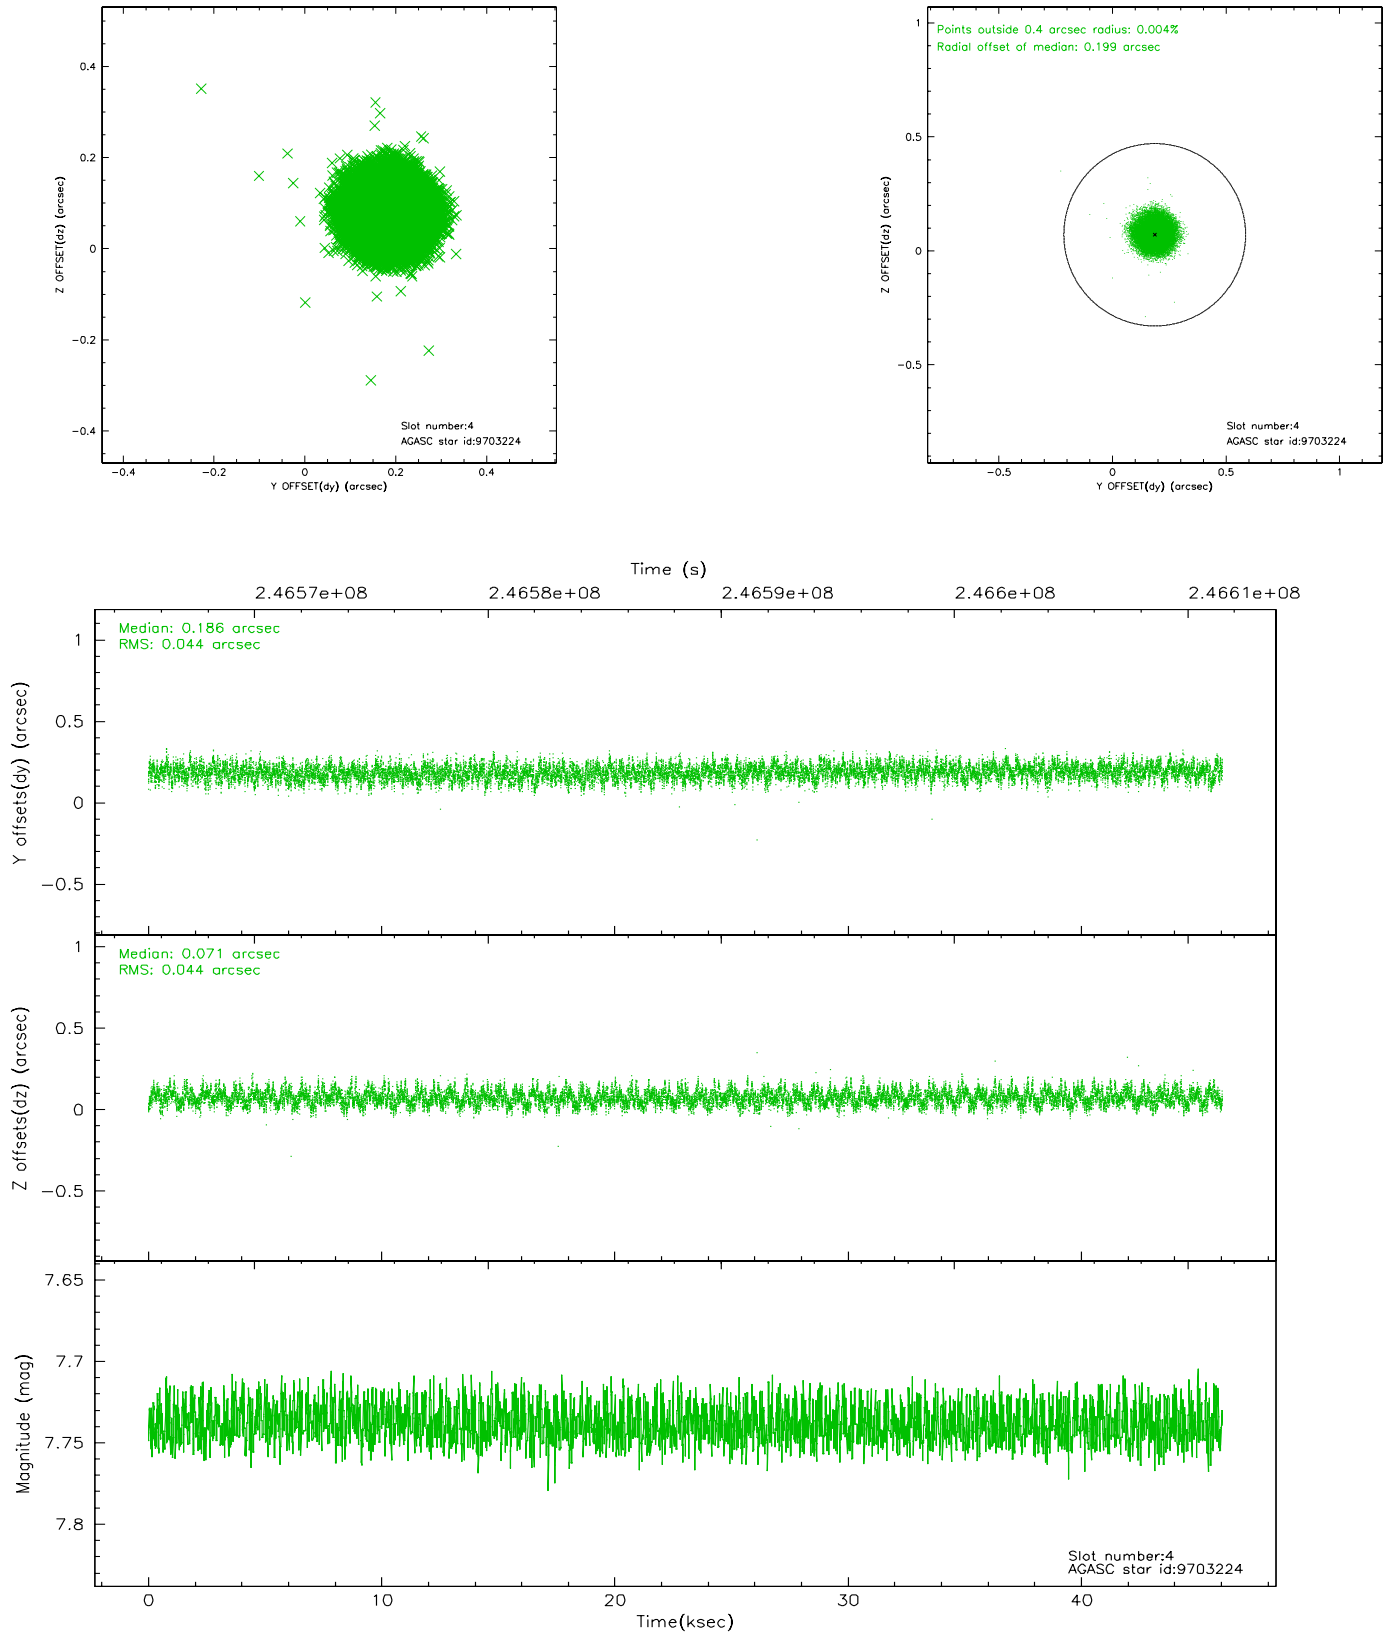 0.4
0.2
0
−0.2
−0.4
Z OFFSET(dz) (arcsec)
−0.4
−0.2
0
0.2
0.4
Y OFFSET(dy) (arcsec)
Slot number:4
AGASC star id:9703224
Points outside 0.4 arcsec radius: 0.004%
Radial offset of median: 0.199 arcsec
1
0.5
0
−0.5
Z OFFSET(dz) (arcsec)
−0.5
0
0.5
1
Y OFFSET(dy) (arcsec)
Slot number:4
AGASC star id:9703224
Time (s)
2.4657e+08
2.4658e+08
2.4659e+08
2.466e+08
2.4661e+08
Median: 0.186 arcsec
RMS: 0.044 arcsec
1
0.5
0
−0.5
Y offsets(dy) (arcsec)
Median: 0.071 arcsec
RMS: 0.044 arcsec
1
0.5
0
−0.5
Z offsets(dz) (arcsec)
7.65
7.7
7.75
7.8
Magnitude (mag)
Slot number:4
AGASC star id:9703224
0
10
20
30
40
Time(ksec)